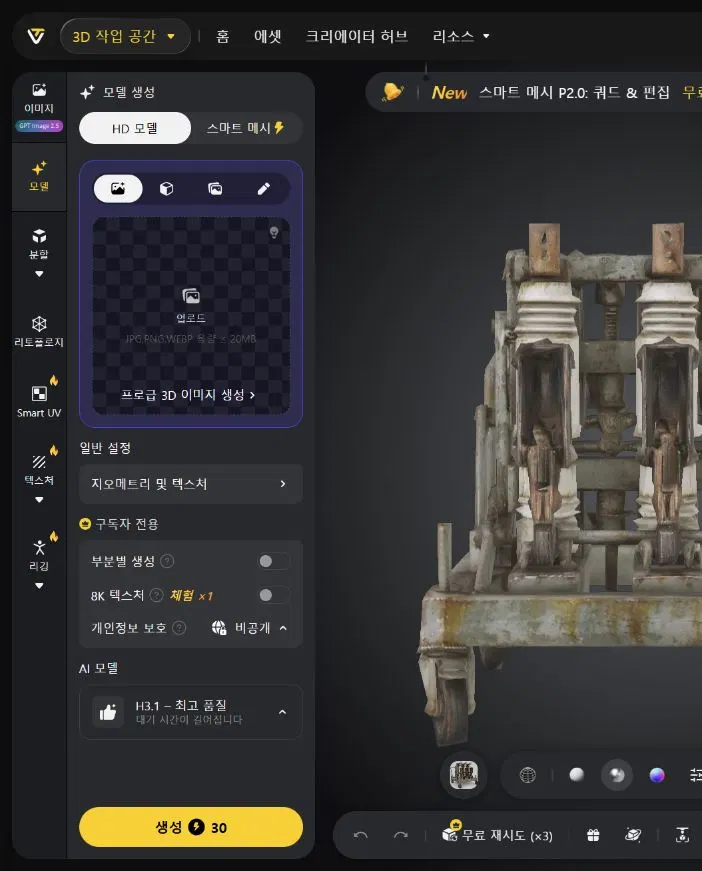 3D 작업 공간
홈
에셋
크리에이터 허브
리소스
이미지
GPT Image 2.5
모델
분할
리토폴로지
Smart UV
텍스처
리깅
모델 생성
HD 모델
스마트 메시
업로드
JPG,PNG,WEBP 용량 ≤ 20MB
프로급 3D 이미지 생성
일반 설정
지오메트리 및 텍스처
구독자 전용
부분별 생성
8K 텍스처 체험 ×1
개인정보 보호 비공개
AI 모델
H3.1 – 최고 품질
대기 시간이 길어집니다
생성 30
New 스마트 메시 P2.0: 쿼드 & 편집 무료
무료 재시도 (×3)